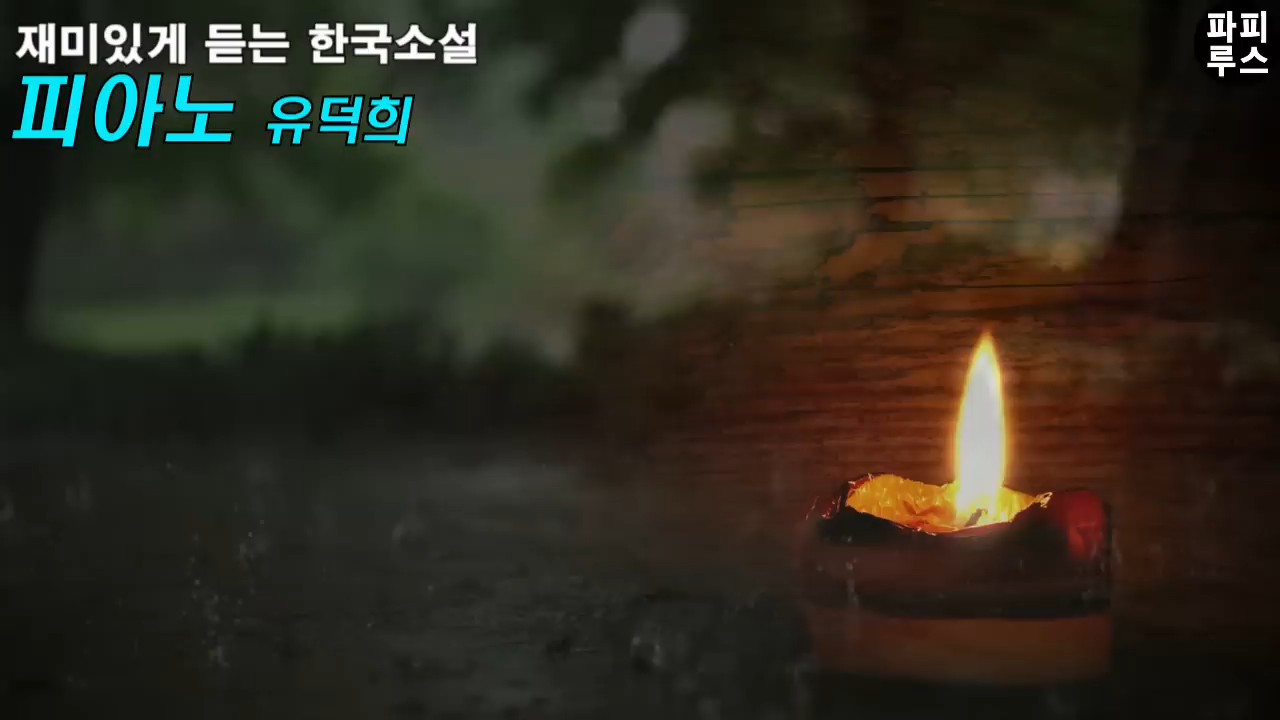 재미있게 듣는 한국소설
피아노 유덕희
파피
루스